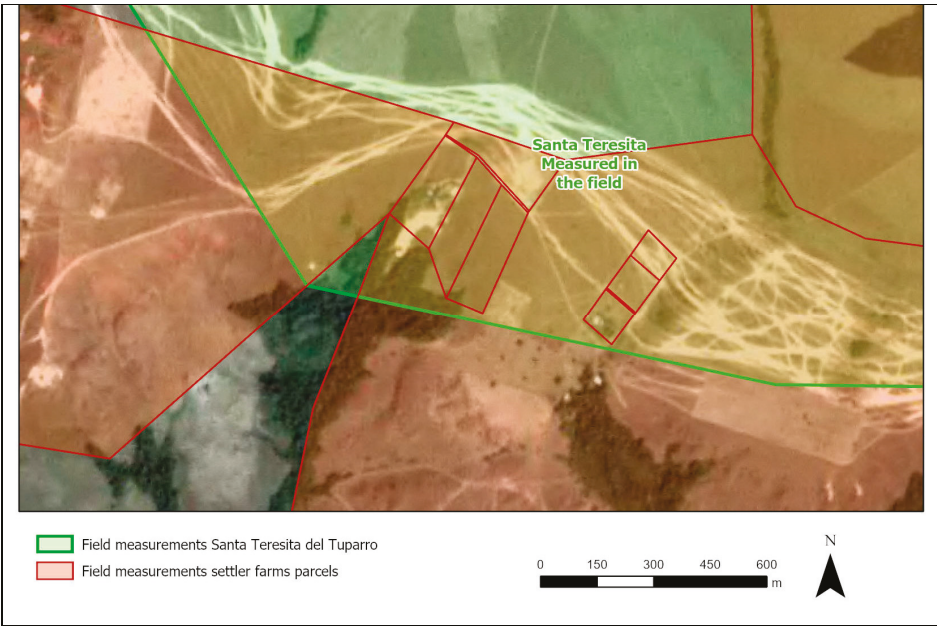 Santa Teresita
Measured in
the field
Field measurements Santa Teresita del Tuparro
Field measurements settler farms parcels
0 150 300 450 600
m
N